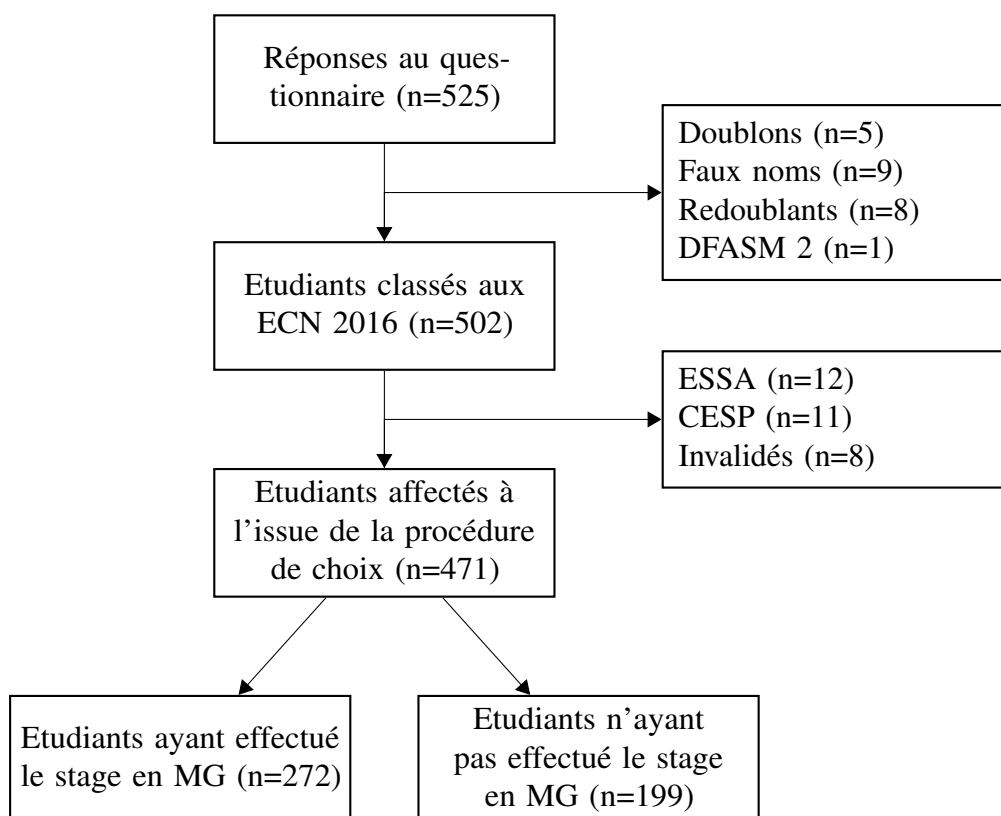 Réponses au ques-
tionnaire (n=525)
Doublons (n=5)
Faux noms (n=9)
Redoublants (n=8)
DFASM 2 (n=1)
Etudiants classés aux
ECN 2016 (n=502)
ESSA (n=12)
CESP (n=11)
Invalidés (n=8)
Etudiants affectés à
l'issue de la procédure
de choix (n=471)
Etudiants ayant effectué
le stage en MG (n=272)
Etudiants n'ayant
pas effectué le stage
en MG (n=199)